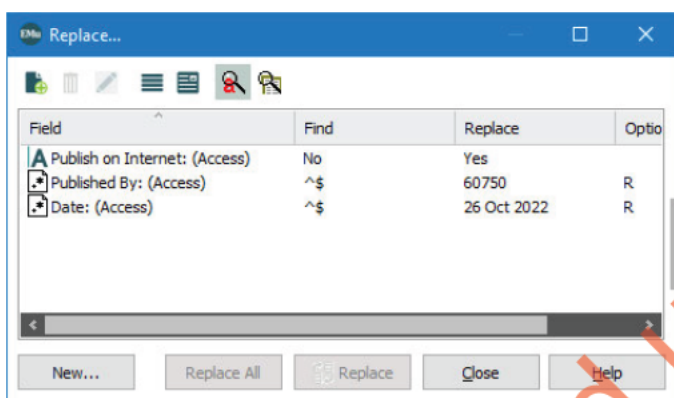 EMu Replace...
Field Find Replace Optio
A Publish on Internet: (Access) No Yes
.* Published By: (Access) ^$ 60750 R
.* Date: (Access) ^$ 26 Oct 2022 R
New... Replace All Replace Close Help